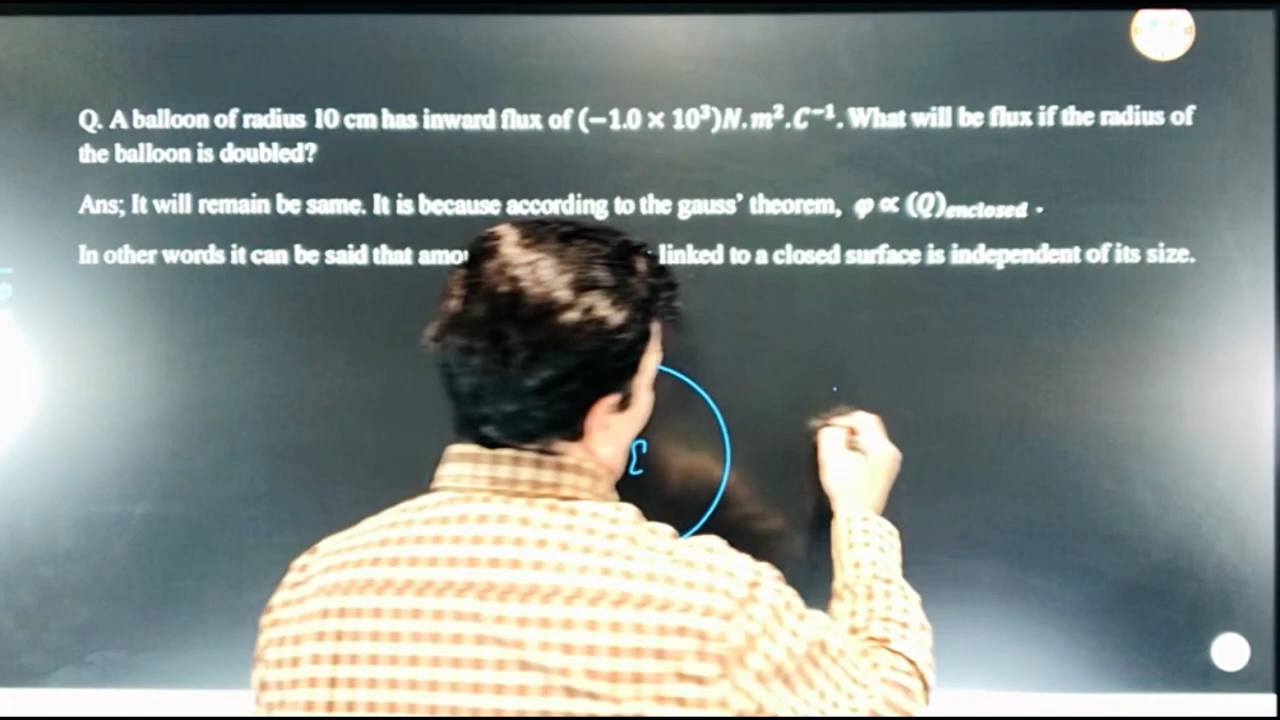 Q. A balloon of radius 10 cm has inward flux of (−1.0 × 10³)N.m².C⁻¹. What will be flux if the radius of
the balloon is doubled?
Ans; It will remain be same. It is because according to the gauss' theorem, φ ∝ (Q)enclosed .
In other words it can be said that linked to a closed surface is independent of its size.